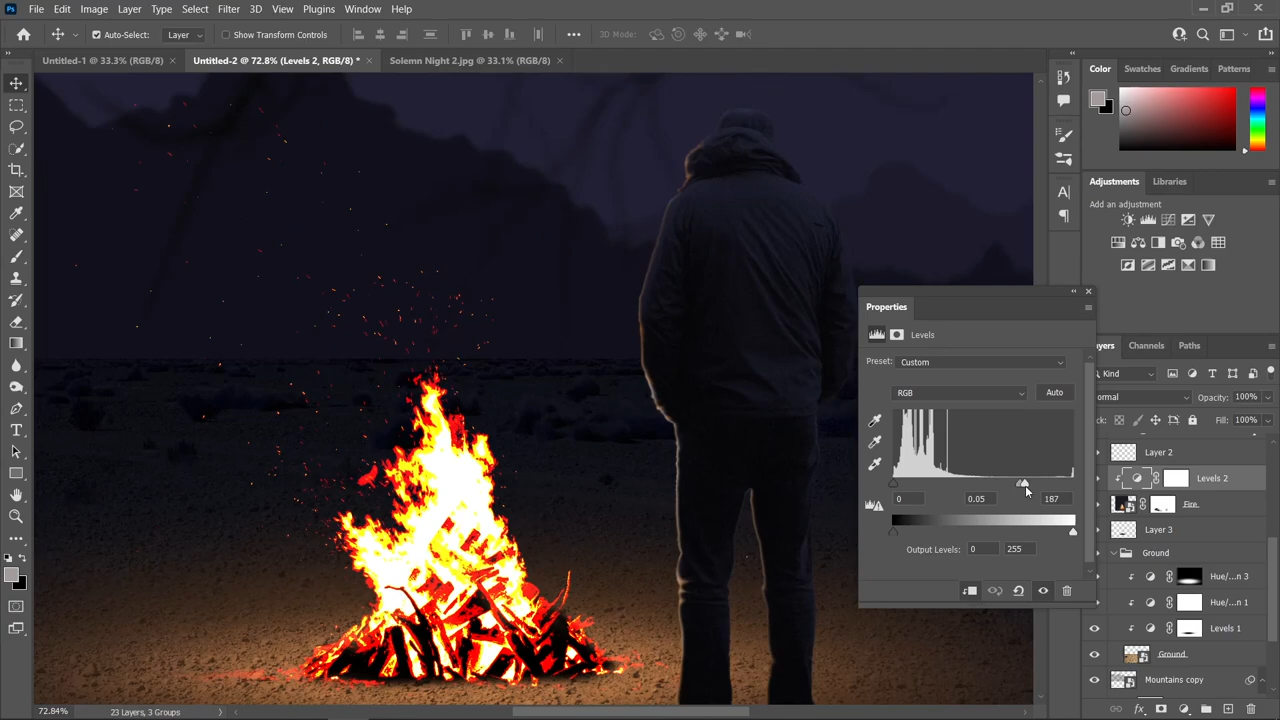 Ps File Edit Image Layer Type Select Filter 3D View Plugins Window Help
Auto-Select: Layer Show Transform Controls 3D Mode:
Untitled-1 @ 33.3% (RGB/8) × Untitled-2 @ 72.8% (Levels 2, RGB/8) * × Solemn Night 2.jpg @ 33.1% (RGB/8) ×
Color Swatches Gradients Patterns
Adjustments Libraries
Add an adjustment
Properties
Levels
Preset: Custom
RGB Auto
0 0.05 187
Output Levels: 0 255
ayers Channels Paths
Kind
ormal Opacity: 100%
ck: Fill: 100%
Layer 2
Levels 2
Fire
Layer 3
Ground
Hue/...n 3
Hue/...n 1
Levels 1
Ground
Mountains copy
72.84% 23 Layers, 3 Groups